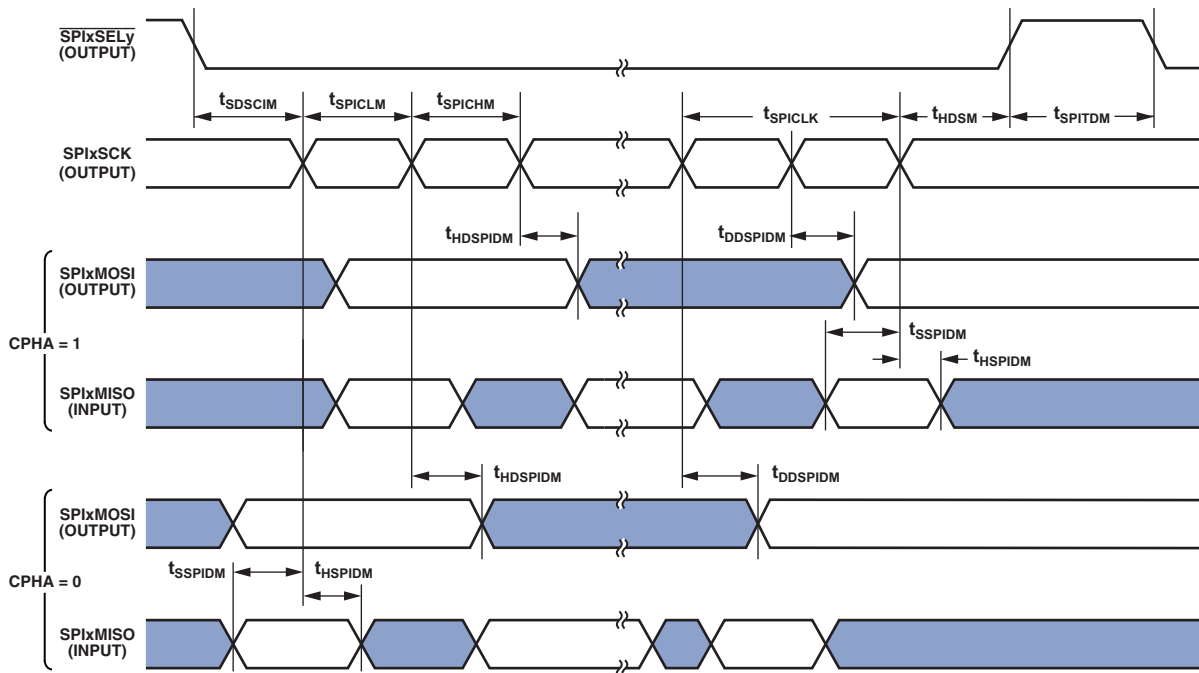 SPIxSELy
(OUTPUT)
tSDSCIM
tSPICLM
tSPICHM
tSPICLK
tHDSM
tSPITDM
SPIxSCK
(OUTPUT)
tHDSPIDM
tDDSPIDM
SPIxMOSI
(OUTPUT)
CPHA = 1
tSSPIDM
tHSPIDM
SPIxMISO
(INPUT)
tHDSPIDM
tDDSPIDM
SPIxMOSI
(OUTPUT)
CPHA = 0
tSSPIDM
tHSPIDM
SPIxMISO
(INPUT)